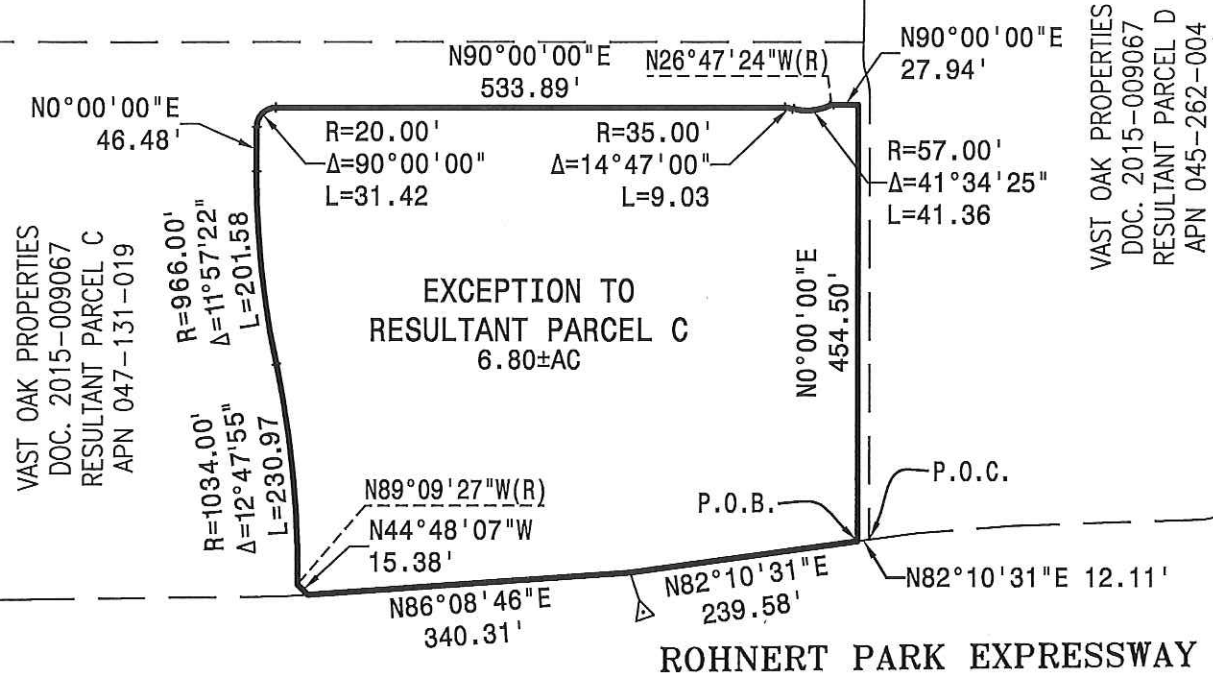 N90°00'00"E
533.89'
N26°47'24"W(R)
N90°00'00"E
27.94'
VAST OAK PROPERTIES
DOC. 2015-009067
RESULTANT PARCEL D
APN 045-262-004
N0°00'00"E
46.48'
R=20.00'
Δ=90°00'00"
L=31.42
R=35.00'
Δ=14°47'00"
L=9.03
R=57.00'
Δ=41°34'25"
L=41.36
VAST OAK PROPERTIES
DOC. 2015-009067
RESULTANT PARCEL C
APN 047-131-019
R=966.00'
Δ=11°57'22"
L=201.58
EXCEPTION TO
RESULTANT PARCEL C
6.80±AC
N0°00'00"E
454.50'
R=1034.00'
Δ=12°47'55"
L=230.97
N89°09'27"W(R)
N44°48'07"W
15.38'
P.O.B.
P.O.C.
N86°08'46"E
340.31'
N82°10'31"E
239.58'
N82°10'31"E 12.11'
ROHNERT PARK EXPRESSWAY